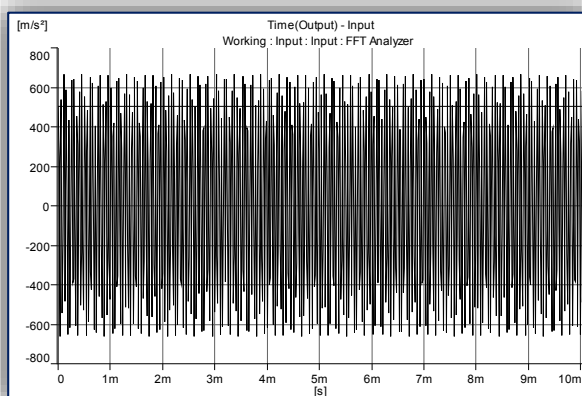 [m/s²]
Time(Output) - Input
Working : Input : Input : FFT Analyzer
800
600
400
200
0
-200
-400
-600
-800
0 1m 2m 3m 4m 5m 6m 7m 8m 9m 10m
[s]